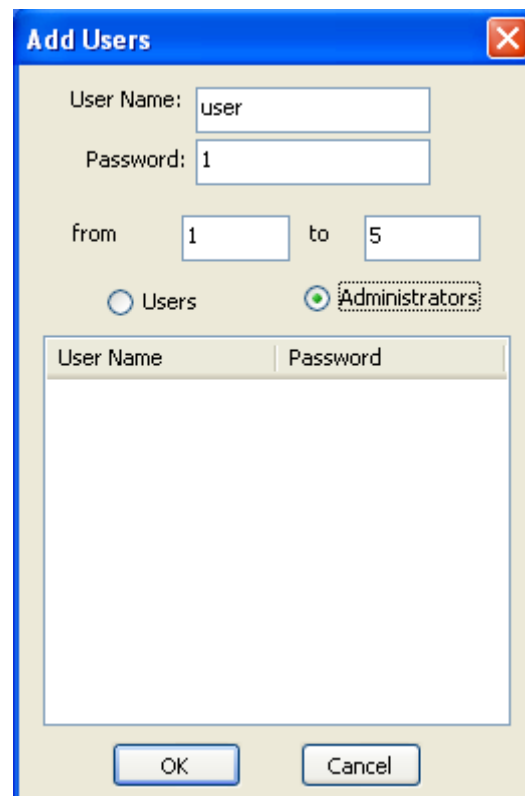 Add Users
User Name: user
Password: 1
from 1 to 5
Users Administrators
User Name Password
OK Cancel